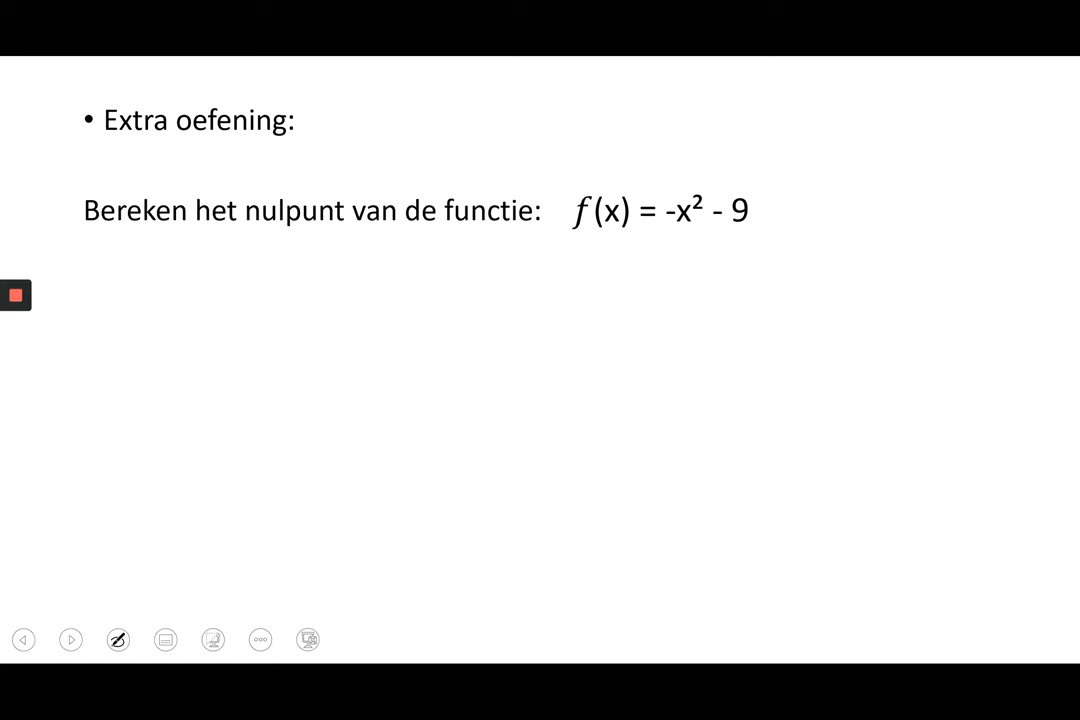 • Extra oefening:
Bereken het nulpunt van de functie: f(x) = -x² - 9